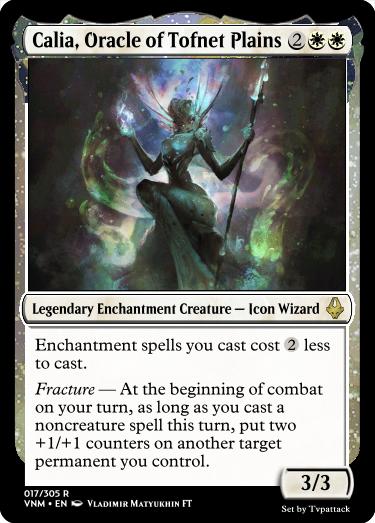 Calia, Oracle of Tofnet Plains 2
Legendary Enchantment Creature — Icon Wizard
Enchantment spells you cast cost 2 less
to cast.
Fracture — At the beginning of combat
on your turn, as long as you cast a
noncreature spell this turn, put two
+1/+1 counters on another target
permanent you control.
3/3
017/305 R
VNM • EN Vladimir Matyukhin FT
Set by Tvpattack